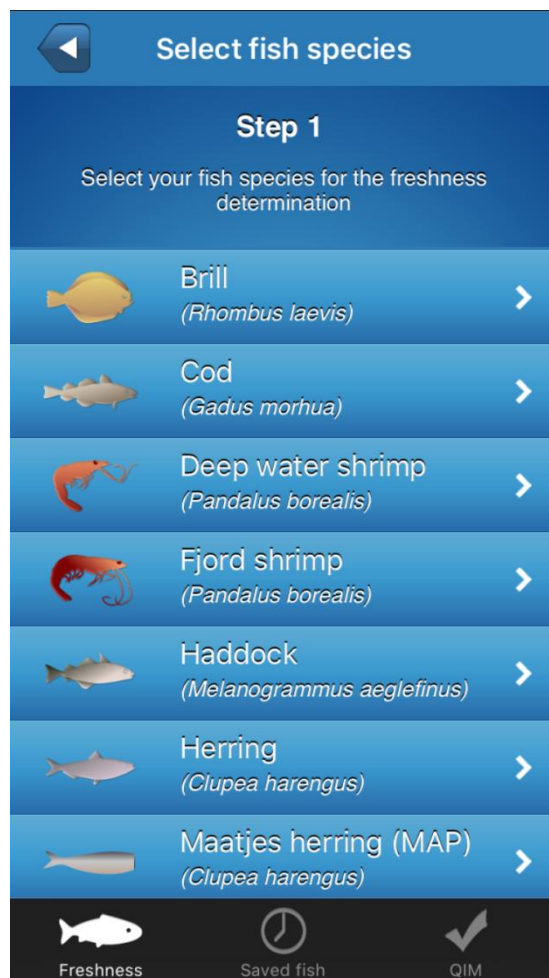 Select fish species
Step 1
Select your fish species for the freshness
determination
Brill
(Rhombus laevis)
Cod
(Gadus morhua)
Deep water shrimp
(Pandalus borealis)
Fjord shrimp
(Pandalus borealis)
Haddock
(Melanogrammus aeglefinus)
Herring
(Clupea harengus)
Maatjes herring (MAP)
(Clupea harengus)
Freshness Saved fish QIM